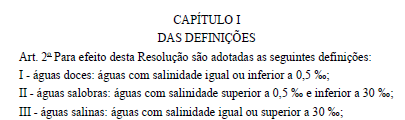 CAPÍTULO I
DAS DEFINIÇÕES
Art. 2º Para efeito desta Resolução são adotadas as seguintes definições:
I - águas doces: águas com salinidade igual ou inferior a 0,5 ‰;
II - águas salobras: águas com salinidade superior a 0,5 ‰ e inferior a 30 ‰;
III - águas salinas: águas com salinidade igual ou superior a 30 ‰;